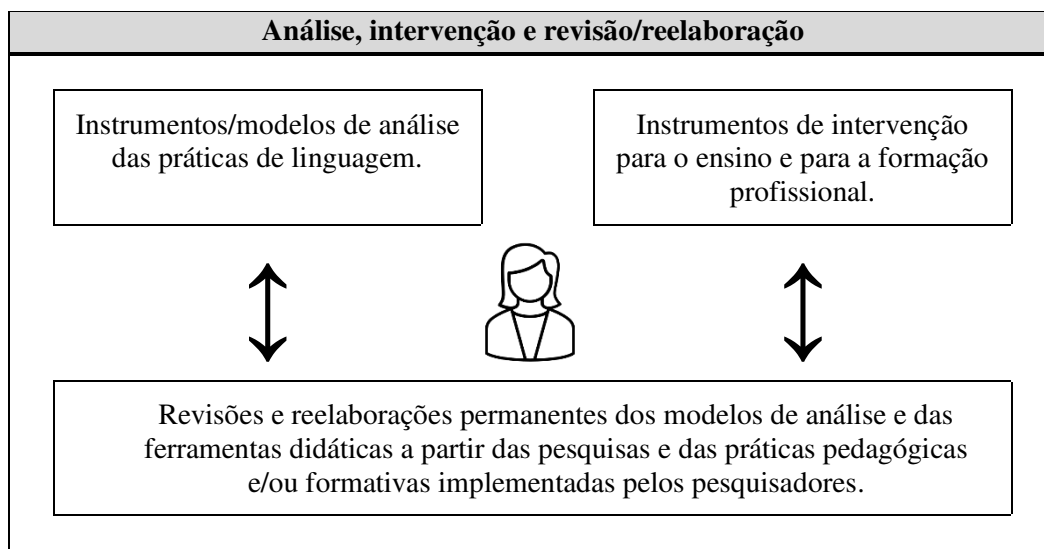 Análise, intervenção e revisão/reelaboração
Instrumentos/modelos de análise
das práticas de linguagem.
Instrumentos de intervenção
para o ensino e para a formação
profissional.
Revisões e reelaborações permanentes dos modelos de análise e das
ferramentas didáticas a partir das pesquisas e das práticas pedagógicas
e/ou formativas implementadas pelos pesquisadores.